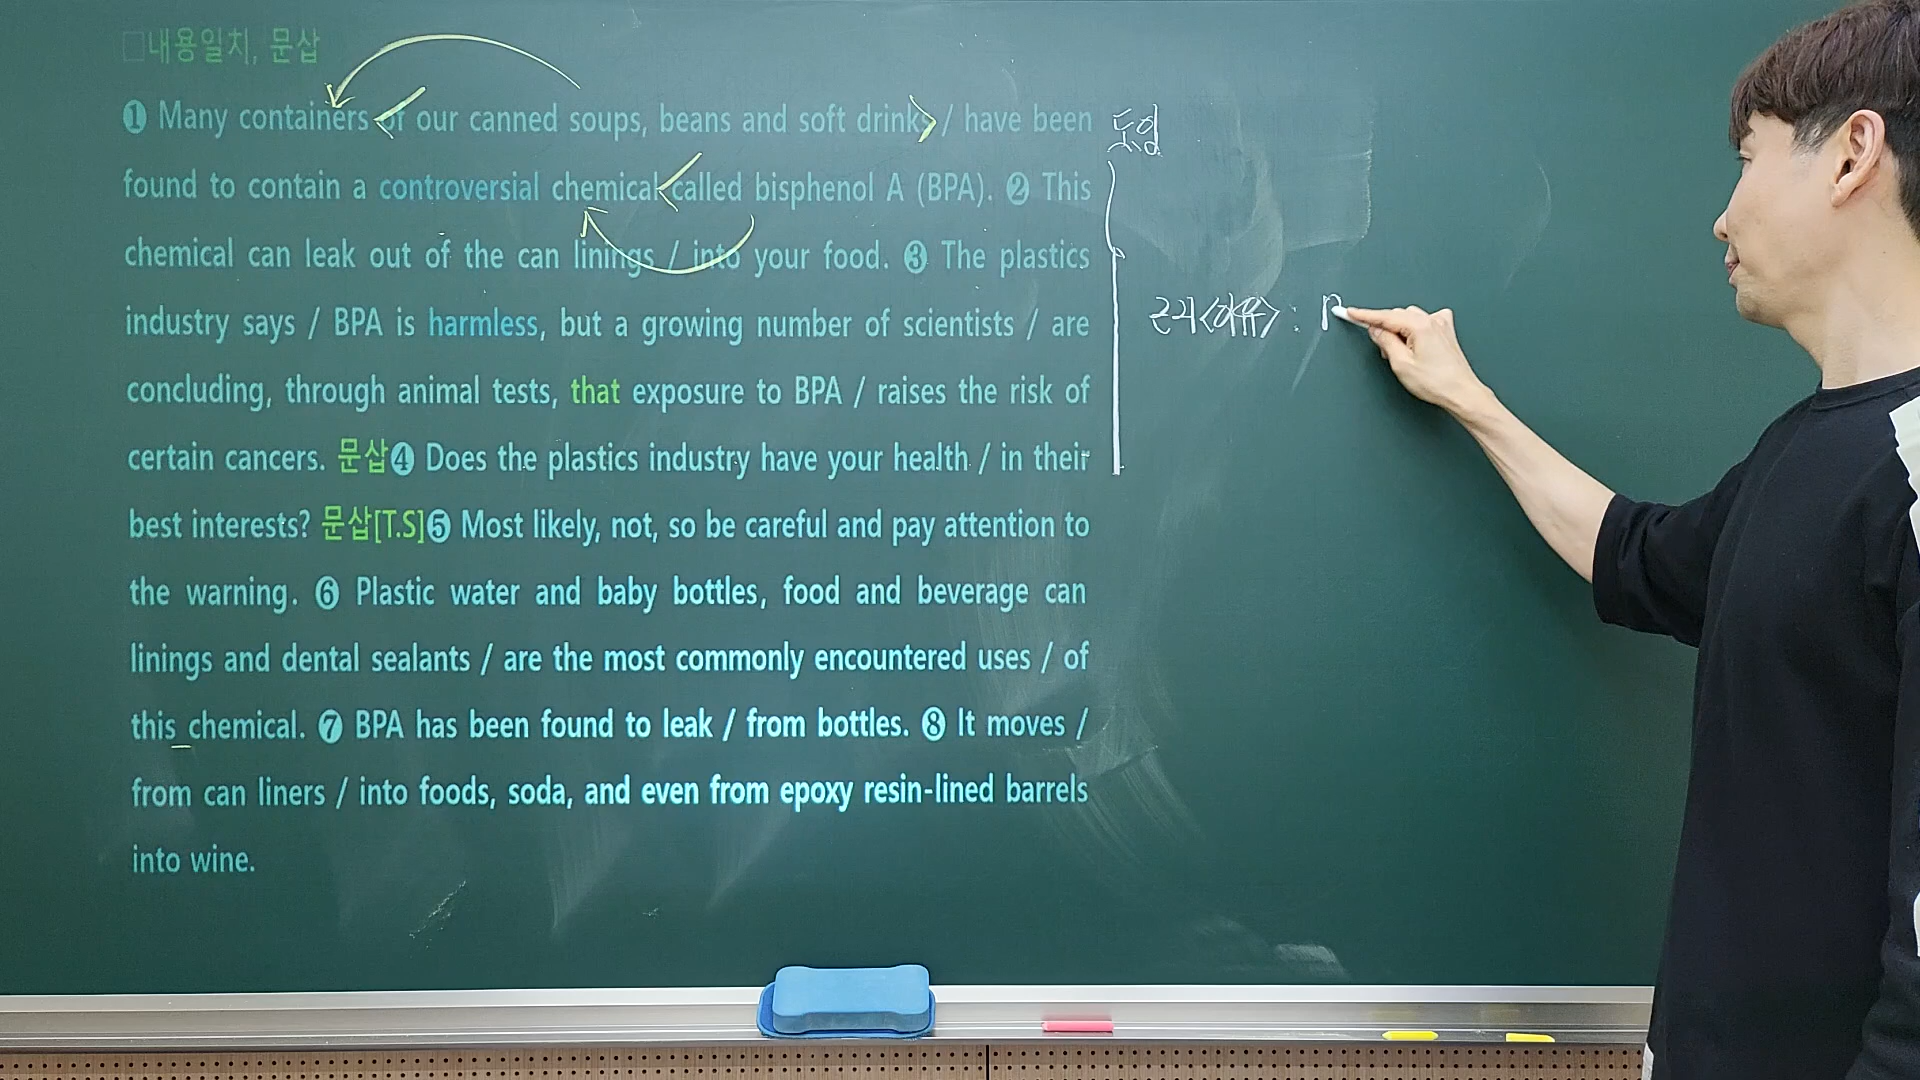 □내용일치, 문삽
❶ Many containers of our canned soups, beans and soft drinks / have been
found to contain a controversial chemical called bisphenol A (BPA). ❷ This
chemical can leak out of the can linings / into your food. ❸ The plastics
industry says / BPA is harmless, but a growing number of scientists / are
concluding, through animal tests, that exposure to BPA / raises the risk of
certain cancers. 문삽❹ Does the plastics industry have your health / in their
best interests? 문삽[T.S]❺ Most likely, not, so be careful and pay attention to
the warning. ❻ Plastic water and baby bottles, food and beverage can
linings and dental sealants / are the most commonly encountered uses / of
this chemical. ❼ BPA has been found to leak / from bottles. ❽ It moves /
from can liners / into foods, soda, and even from epoxy resin-lined barrels
into wine.
도입
근거<이유> :